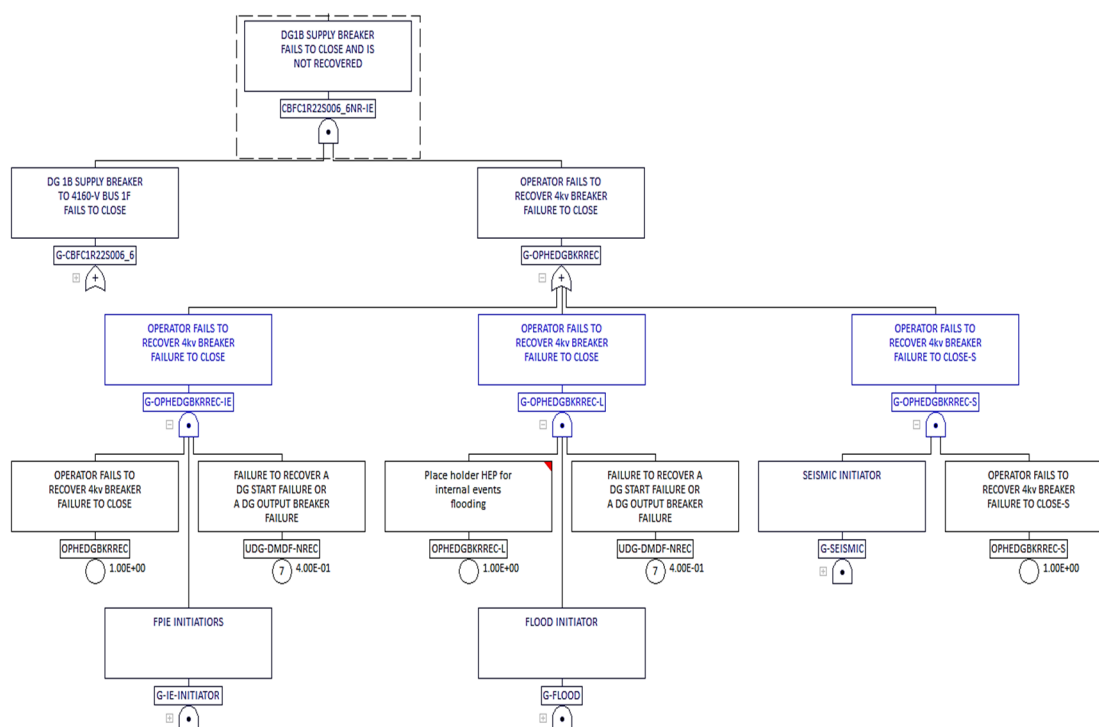 DG1B SUPPLY BREAKER
FAILS TO CLOSE AND IS
NOT RECOVERED
CBFC1R22S006_6NR-IE
DG 1B SUPPLY BREAKER
TO 4160-V BUS 1F
FAILS TO CLOSE
G-CBFC1R22S006_6
+
OPERATOR FAILS TO
RECOVER 4kv BREAKER
FAILURE TO CLOSE
G-OPHEDGBKRREC
+
OPERATOR FAILS TO
RECOVER 4kv BREAKER
FAILURE TO CLOSE
G-OPHEDGBKRREC-IE
OPERATOR FAILS TO
RECOVER 4kv BREAKER
FAILURE TO CLOSE
G-OPHEDGBKRREC-L
OPERATOR FAILS TO
RECOVER 4kv BREAKER
FAILURE TO CLOSE-S
G-OPHEDGBKRREC-S
OPERATOR FAILS TO
RECOVER 4kv BREAKER
FAILURE TO CLOSE
OPHEDGBKRREC
1.00E+00
FAILURE TO RECOVER A
DG START FAILURE OR
A DG OUTPUT BREAKER
FAILURE
UDG-DMDF-NREC
7 4.00E-01
Place holder HEP for
internal events
flooding
OPHEDGBKRREC-L
1.00E+00
FAILURE TO RECOVER A
DG START FAILURE OR
A DG OUTPUT BREAKER
FAILURE
UDG-DMDF-NREC
7 4.00E-01
SEISMIC INITIATOR
G-SEISMIC
OPERATOR FAILS TO
RECOVER 4kv BREAKER
FAILURE TO CLOSE-S
OPHEDGBKRREC-S
1.00E+00
FPIE INITIATIORS
G-IE-INITIATOR
FLOOD INITIATOR
G-FLOOD